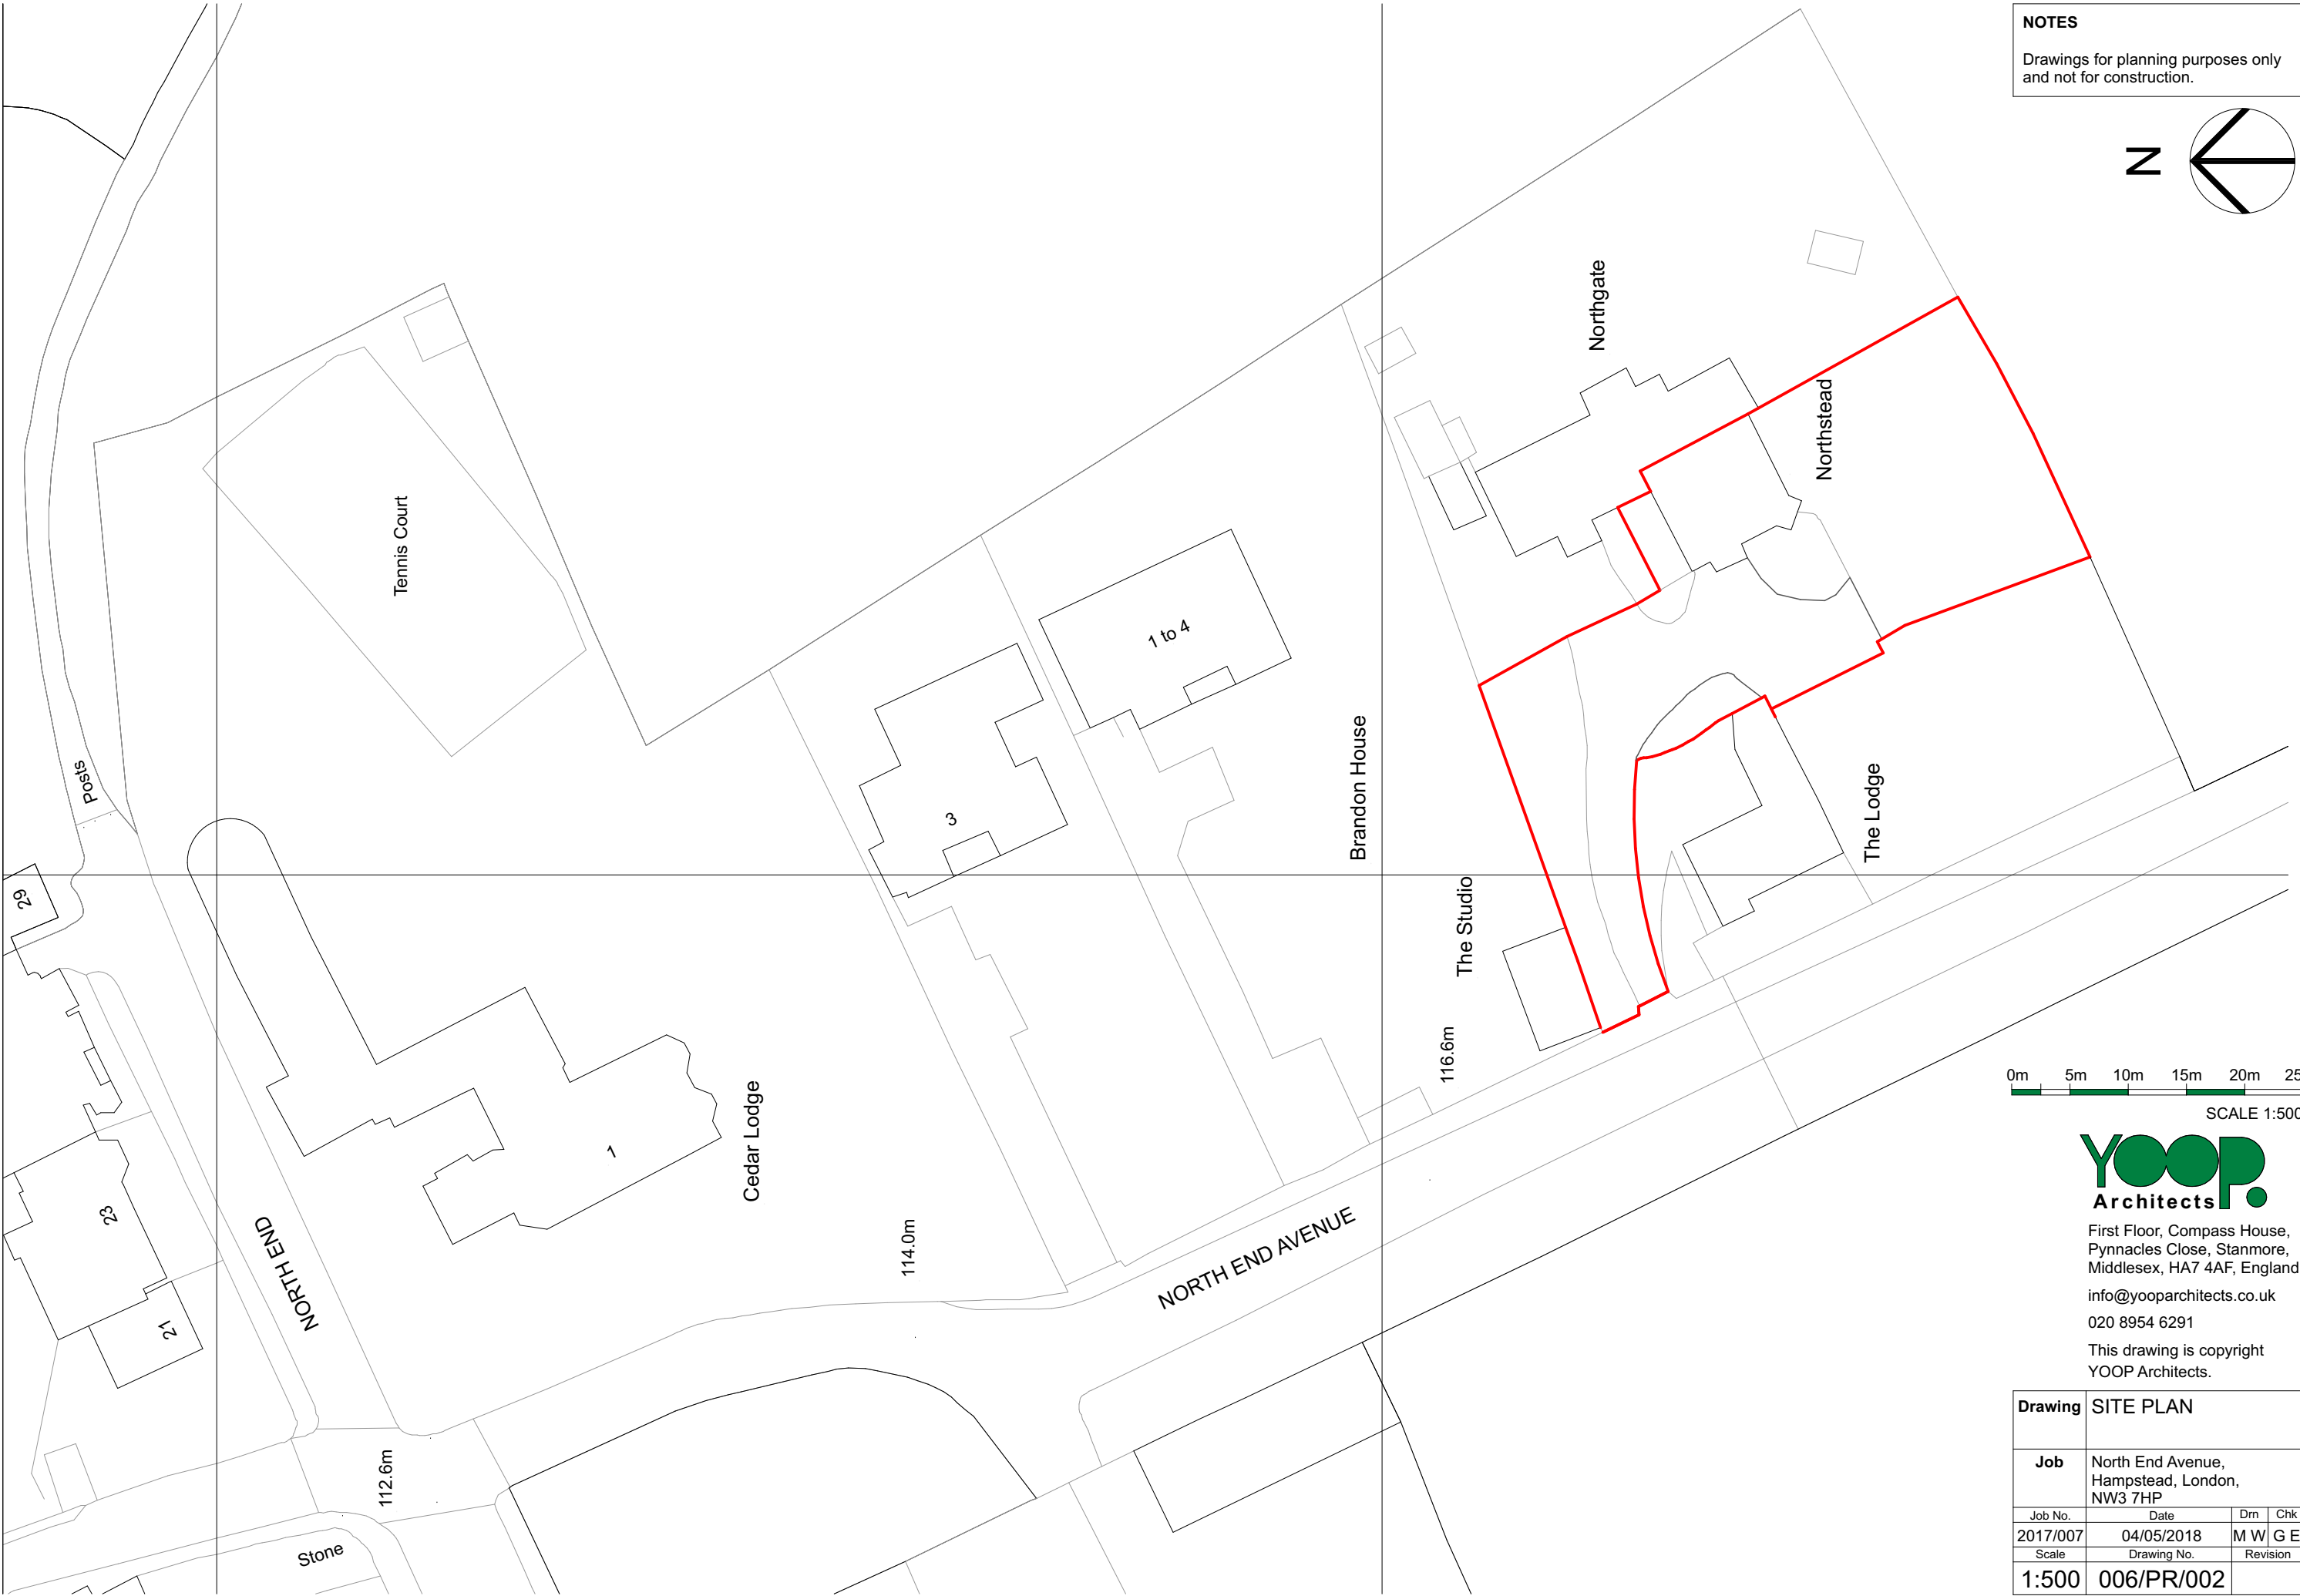 NOTES
Drawings for planning purposes only
and not for construction.
N
Northgate
Northstead
Tennis Court
1 to 4
Posts
3
Brandon House
The Lodge
29
The Studio
116.6m
Cedar Lodge
1
23
NORTH END
114.0m
NORTH END AVENUE
21
112.6m
Stone
0m 5m 10m 15m 20m 25
SCALE 1:500
YOOP.
Architects
First Floor, Compass House,
Pynnacles Close, Stanmore,
Middlesex, HA7 4AF, England
info@yooparchitects.co.uk
020 8954 6291
This drawing is copyright
YOOP Architects.
Drawing SITE PLAN
Job North End Avenue,
Hampstead, London,
NW3 7HP
Job No. Date Drn Chk
2017/007 04/05/2018 M W G E
Scale Drawing No. Revision
1:500 006/PR/002